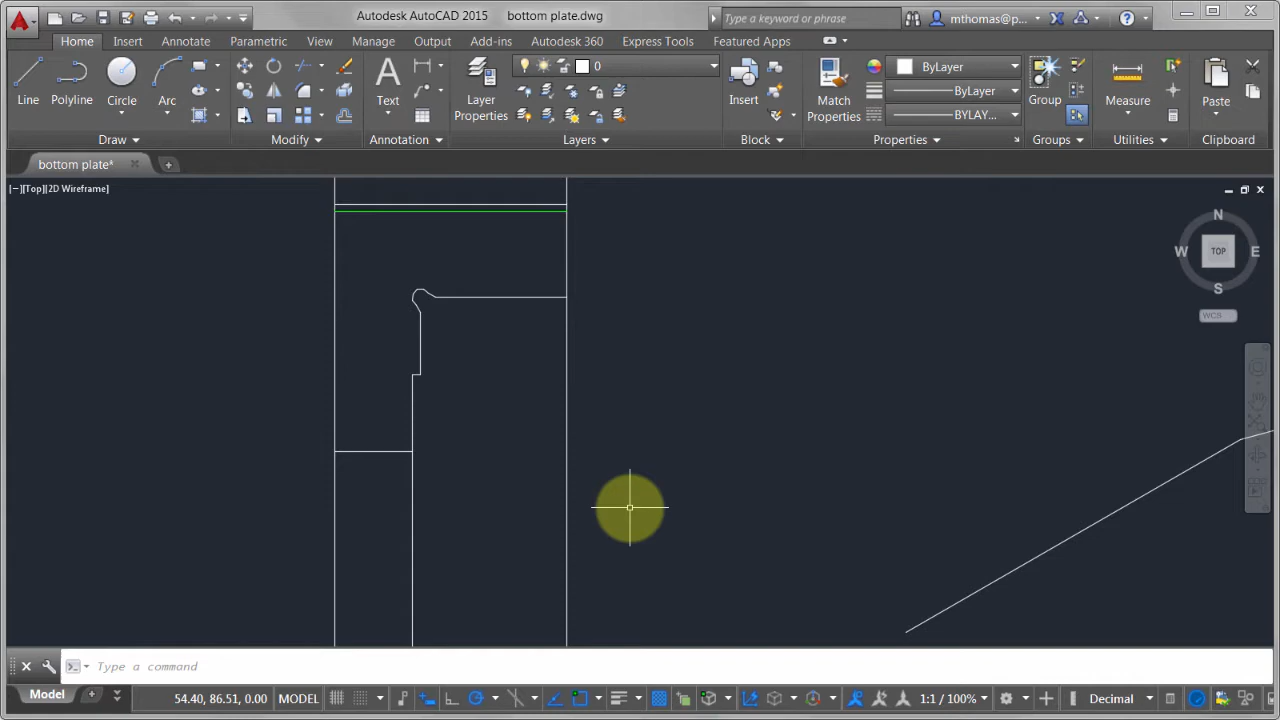 Autodesk AutoCAD 2015 bottom plate.dwg
Type a keyword or phrase
mthomas@p...
Home Insert Annotate Parametric View Manage Output Add-ins Autodesk 360 Express Tools Featured Apps
0
ByLayer
ByLayer
BYLAY...
Line Polyline Circle Arc
Text
Layer
Properties
Insert
Match
Properties
Group
Measure
Paste
Draw Modify Annotation Layers Block Properties Groups Utilities Clipboard
bottom plate*
[−][Top][2D Wireframe]
N
W TOP E
S
WCS
Type a command
Model 54.40, 86.51, 0.00 MODEL 1:1 / 100% Decimal